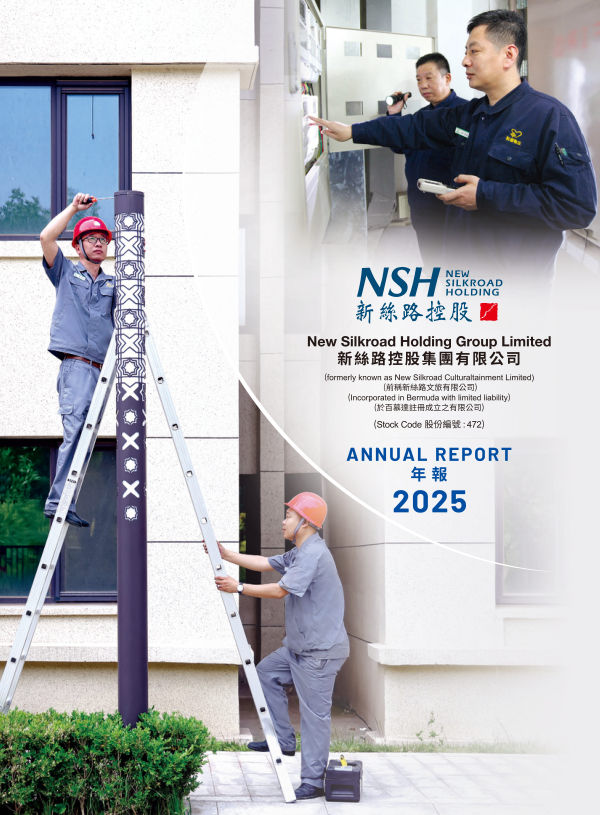 NSH NEW SILKROAD HOLDING
新絲路控股
New Silkroad Holding Group Limited
新絲路控股集團有限公司
(formerly known as New Silkroad Culturaltainment Limited)
(前稱新絲路文旅有限公司)
(Incorporated in Bermuda with limited liability)
(於百慕達註冊成立之有限公司)
(Stock Code 股份編號 : 472)
ANNUAL REPORT
年報
2025